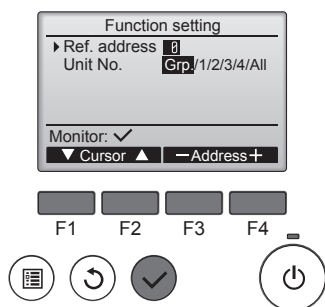 Function setting
Ref. address 0
Unit No. Grp./1/2/3/4/All
Monitor:
Cursor −Address+
F1 F2 F3 F4